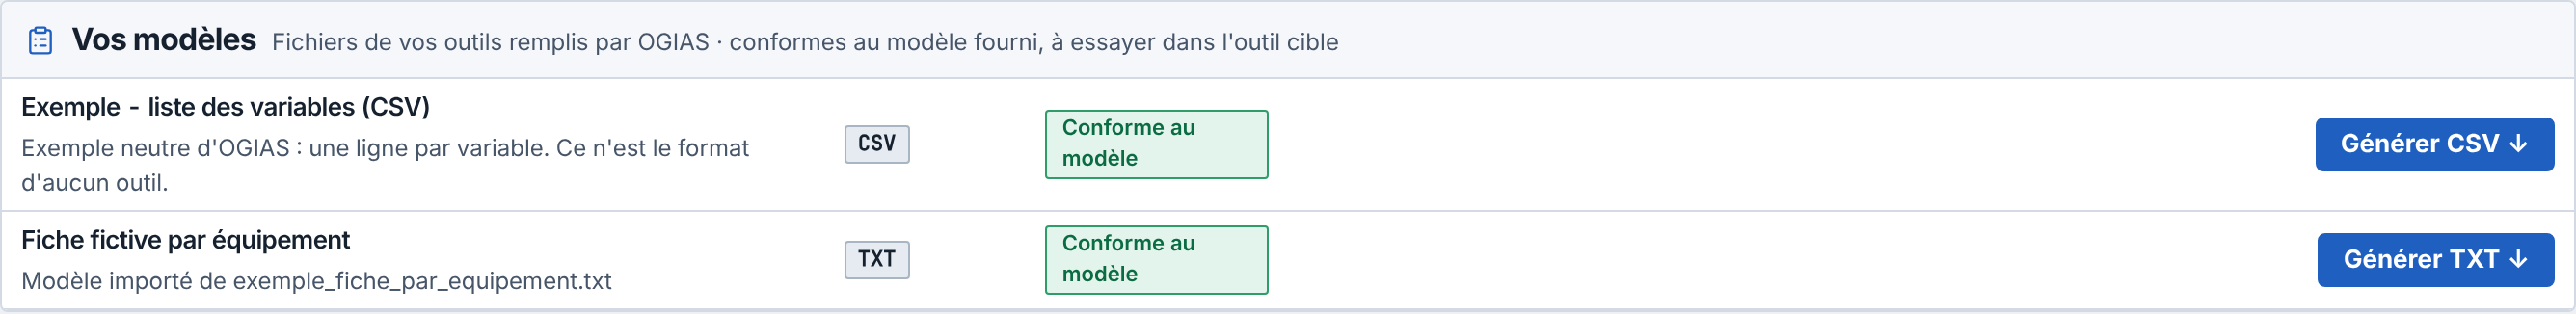 Vos modèles Fichiers de vos outils remplis par OGIAS · conformes au modèle fourni, à essayer dans l'outil cible
Exemple - liste des variables (CSV)
Exemple neutre d'OGIAS : une ligne par variable. Ce n'est le format
d'aucun outil.
CSV
Conforme au
modèle
Générer CSV ↓
Fiche fictive par équipement
Modèle importé de exemple_fiche_par_equipement.txt
TXT
Conforme au
modèle
Générer TXT ↓